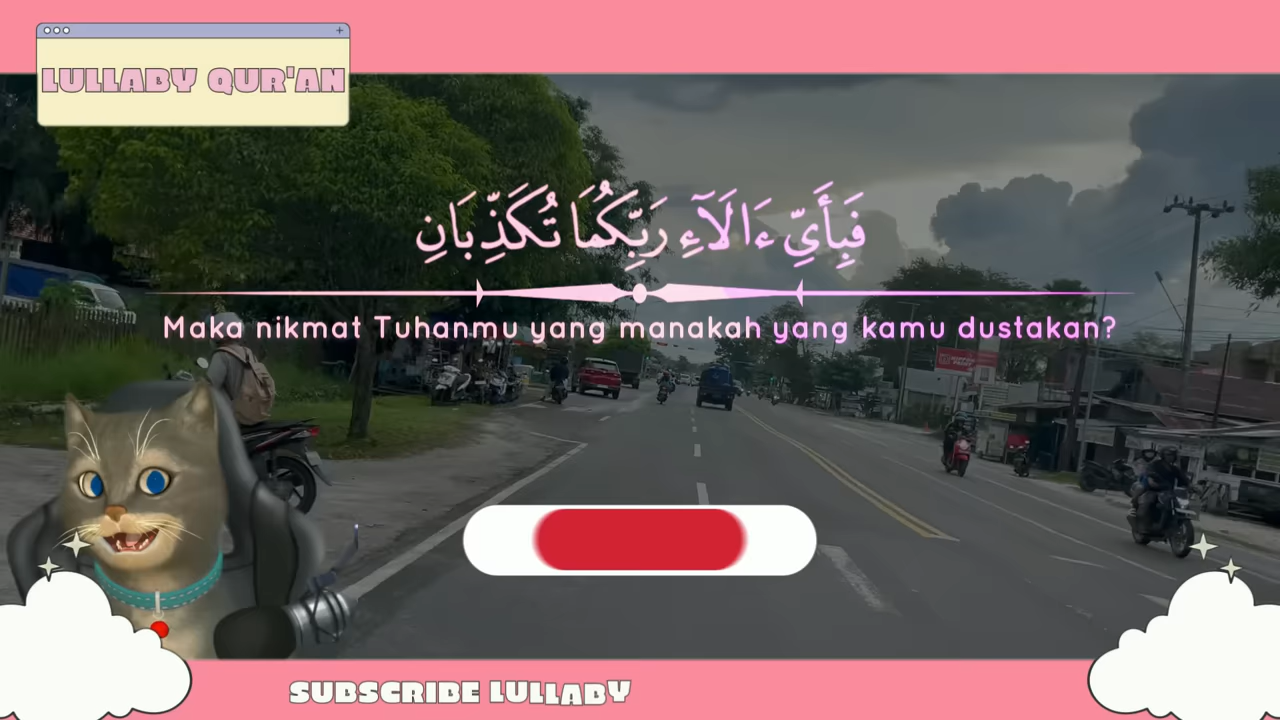 LULLABY QUR'AN
فَبِأَيِّ ءَالَآءِ رَبِّكُمَا تُكَذِّبَانِ
Maka nikmat Tuhanmu yang manakah yang kamu dustakan?
SUBSCRIBE LULLABY